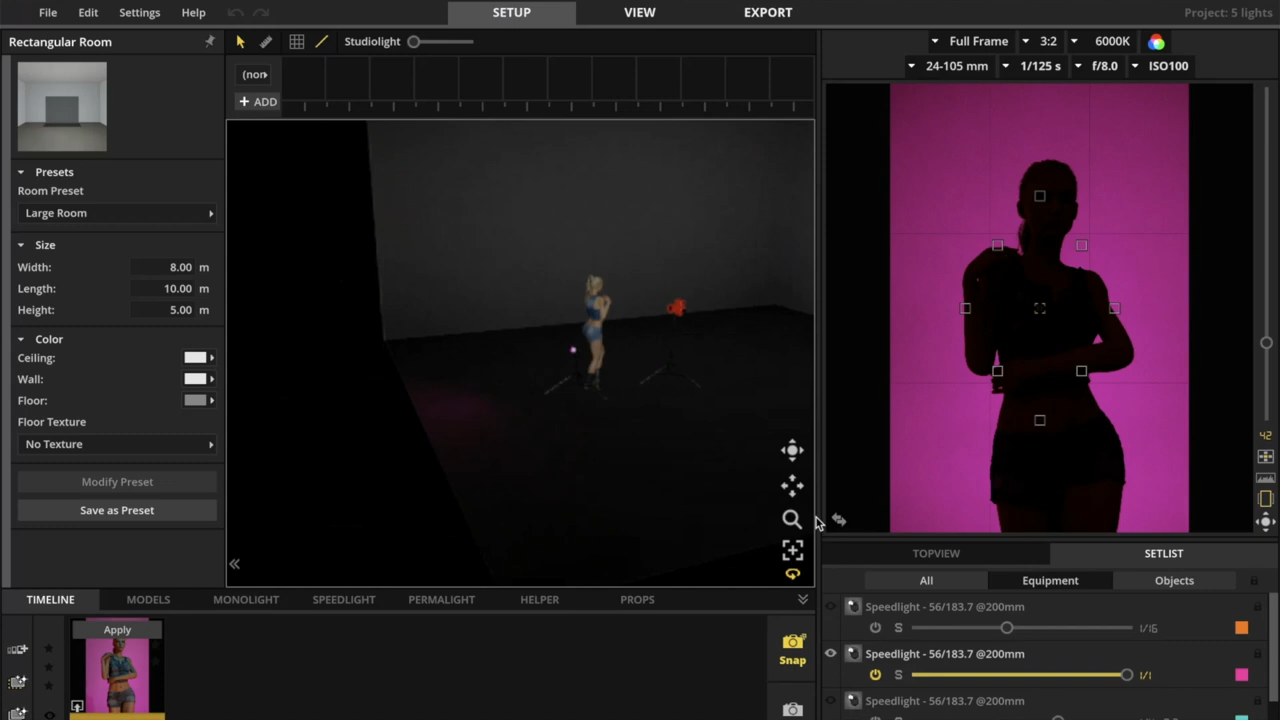 File Edit Settings Help
SETUP VIEW EXPORT
Project: 5 lights
Rectangular Room
Presets
Room Preset
Large Room
Size
Width: 8.00 m
Length: 10.00 m
Height: 5.00 m
Color
Ceiling:
Wall:
Floor:
Floor Texture
No Texture
Modify Preset
Save as Preset
Studiolight
(non
+ ADD
Full Frame 3:2 6000K
24-105 mm 1/125 s f/8.0 ISO100
42
TOPVIEW SETLIST
All Equipment Objects
Speedlight - 56/183.7 @200mm
S 1/16
Speedlight - 56/183.7 @200mm
S 1/1
Speedlight - 56/183.7 @200mm
TIMELINE MODELS MONOLIGHT SPEEDLIGHT PERMALIGHT HELPER PROPS
Apply
Snap